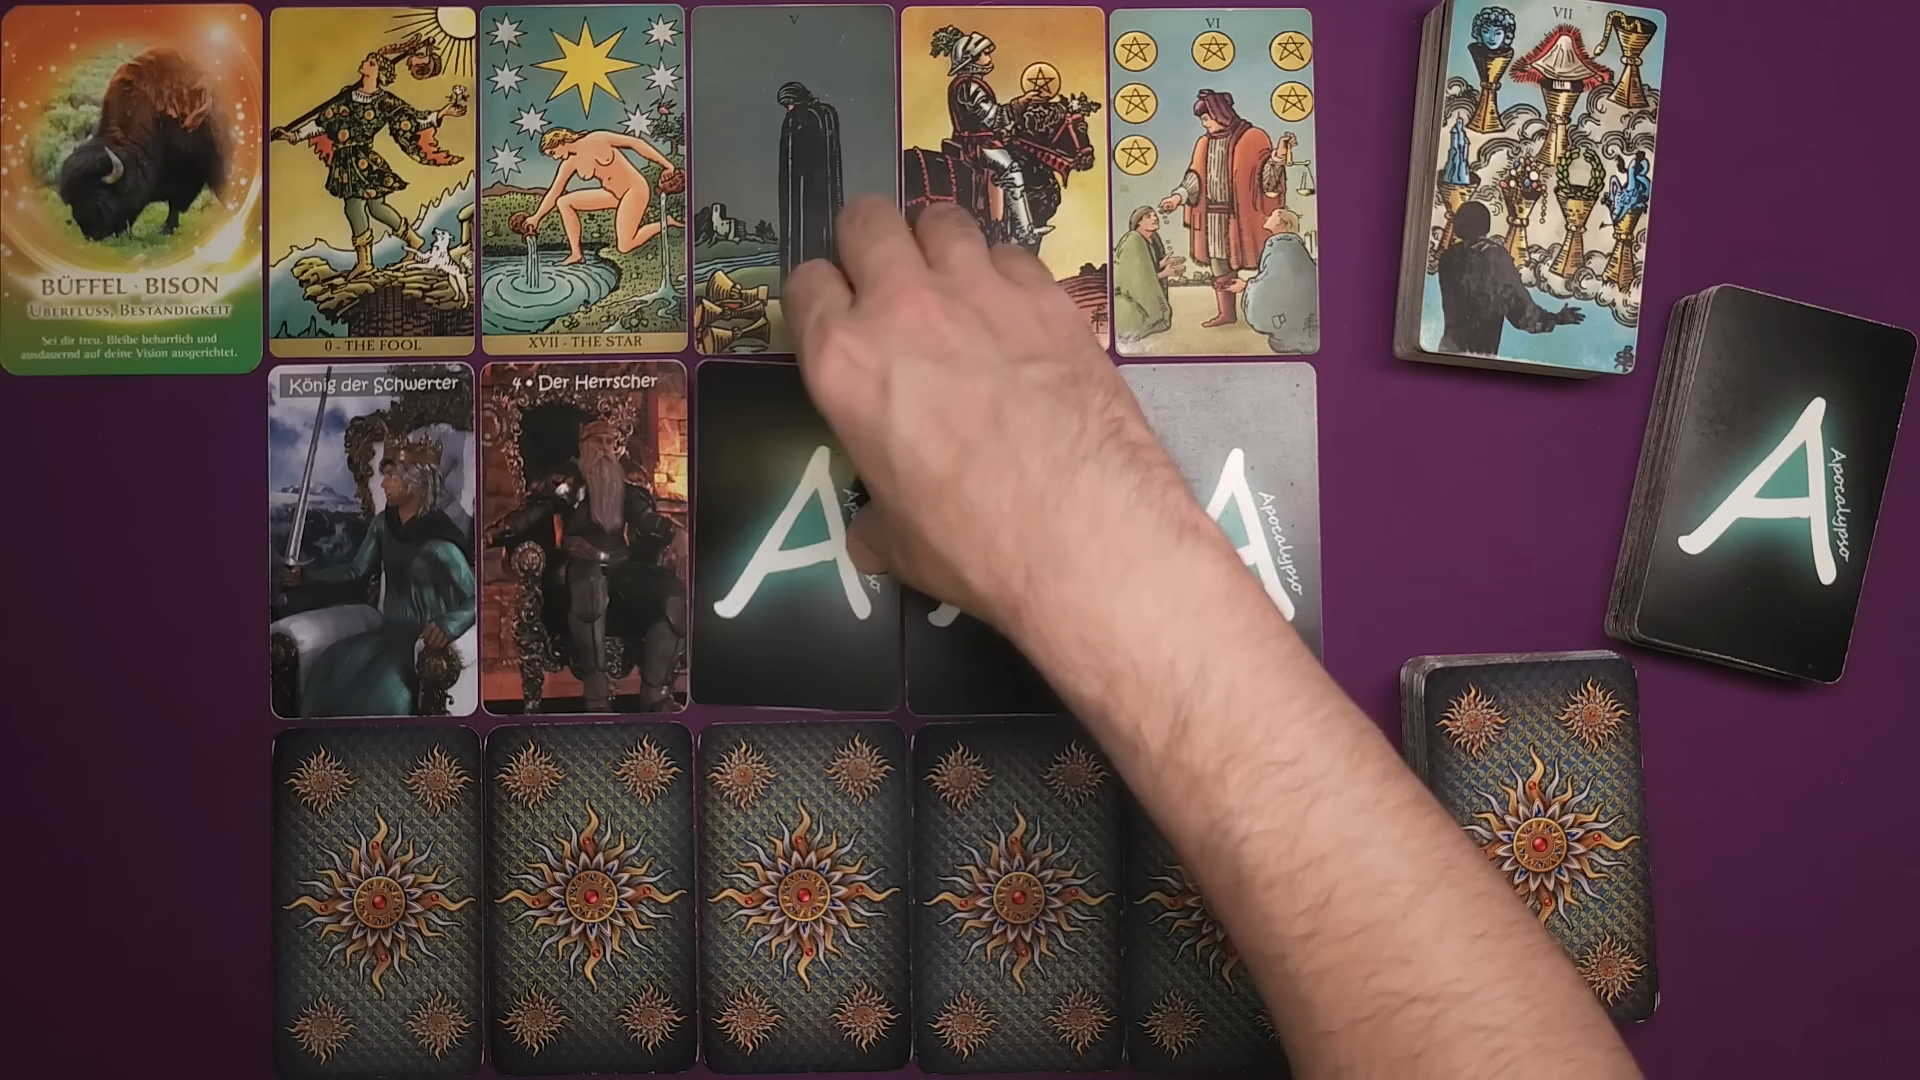 BÜFFEL · BISON
ÜBERFLUSS, BESTÄNDIGKEIT
Sei dir treu. Bleibe beharrlich und
ausdauernd auf deine Vision ausgerichtet.
0 - THE FOOL
XVII - THE STAR
V
VI
VII
König der Schwerter
4 • Der Herrscher
A
A
Apocalypso
A
Apocalypso